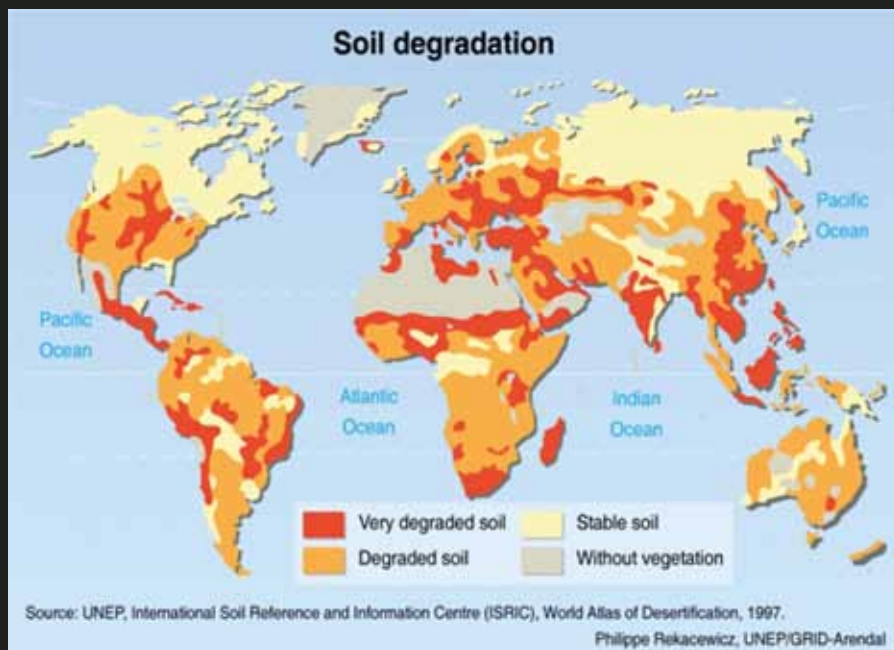 Soil degradation
Pacific
Ocean
Pacific
Ocean
Atlantic
Ocean
Indian
Ocean
Very degraded soil
Stable soil
Degraded soil
Without vegetation
Source: UNEP, International Soil Reference and Information Centre (ISRIC), World Atlas of Desertification, 1997.
Philippe Rekacewicz, UNEP/GRID-Arendal